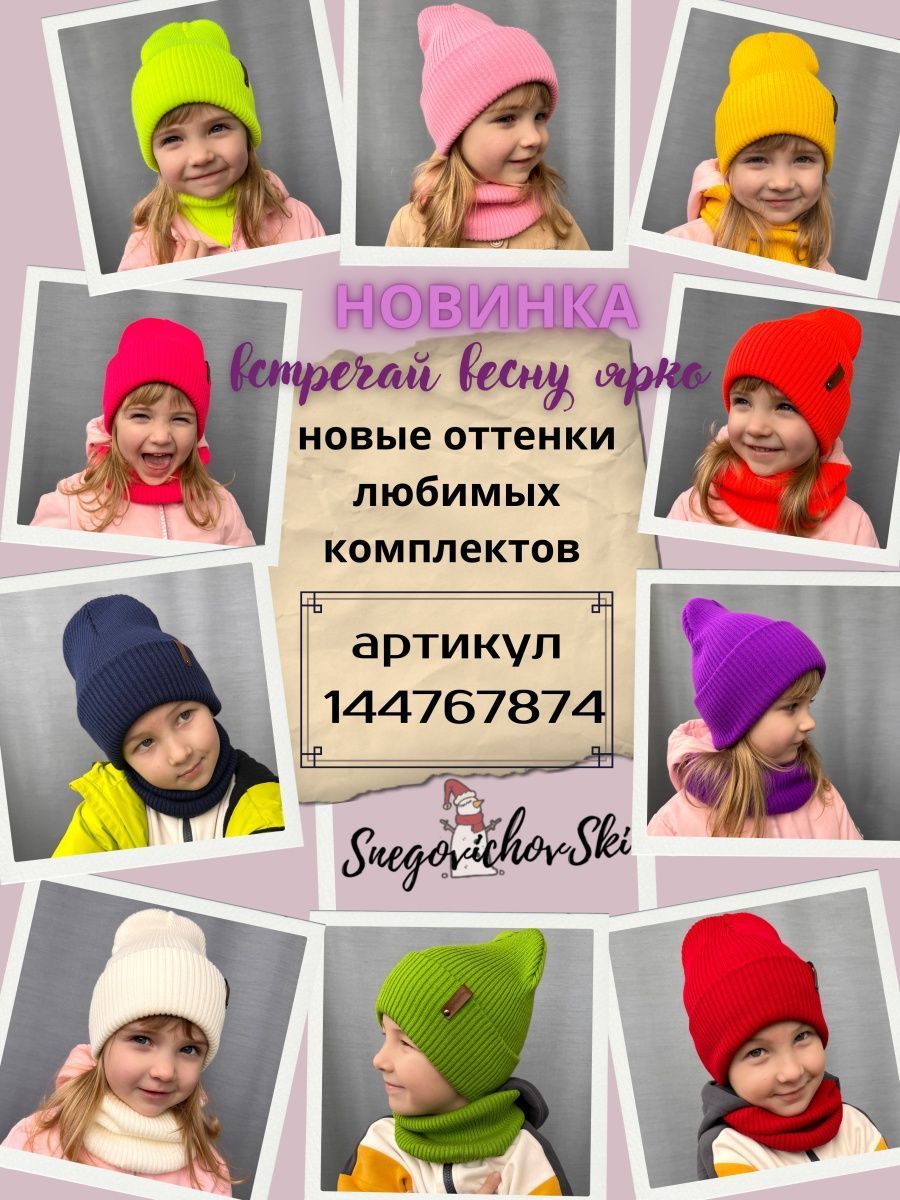 НОВИНКА
встречай весну ярко
новые оттенки
любимых
комплектов
артикул
144767874
SnegovichovSki